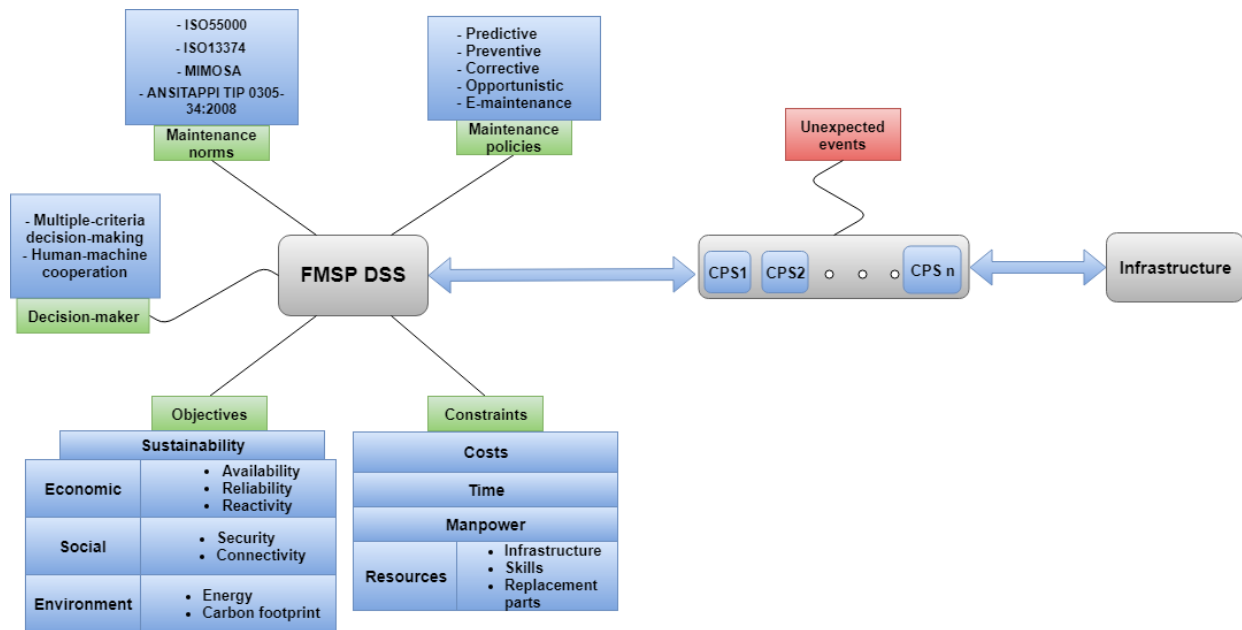 - ISO55000
- ISO13374
- MIMOSA
- ANSITAPPI TIP 0305-
34:2008
Maintenance
norms
- Predictive
- Preventive
- Corrective
- Opportunistic
- E-maintenance
Maintenance
policies
Unexpected
events
- Multiple-criteria
decision-making
- Human-machine
cooperation
Decision-maker
FMSP DSS
CPS1
CPS2
CPS n
Infrastructure
Objectives
Sustainability
Economic
• Availability
• Reliability
• Reactivity
Social
• Security
• Connectivity
Environment
• Energy
• Carbon footprint
Constraints
Costs
Time
Manpower
Resources
• Infrastructure
• Skills
• Replacement
parts